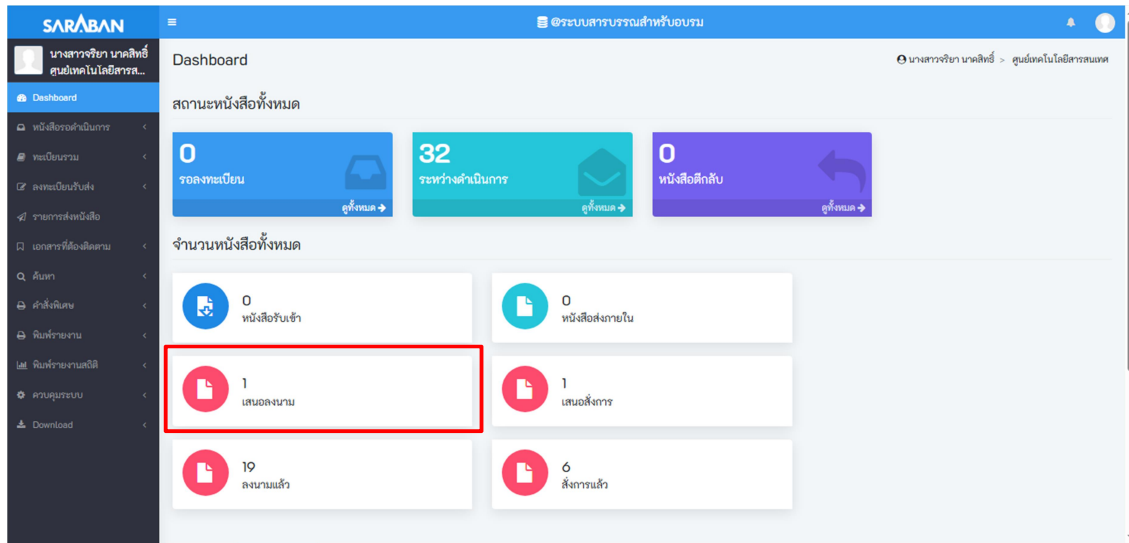 SARABAN
@ระบบสารบรรณสำหรับอบรม
นางสาวจริยา นาคสิทธิ์
ศูนย์เทคโนโลยีสารส...
Dashboard
นางสาวจริยา นาคสิทธิ์ > ศูนย์เทคโนโลยีสารสนเทศ
Dashboard
หนังสือรอดำเนินการ
ทะเบียนรวม
ลงทะเบียนรับส่ง
รายการส่งหนังสือ
เอกสารที่ต้องติดตาม
ค้นหา
คำสั่งพิเศษ
พิมพ์รายงาน
พิมพ์รายงานสถิติ
ควบคุมระบบ
Download
สถานะหนังสือทั้งหมด
0
รอลงทะเบียน
ดูทั้งหมด
32
ระหว่างดำเนินการ
ดูทั้งหมด
0
หนังสือตีกลับ
ดูทั้งหมด
จำนวนหนังสือทั้งหมด
0
หนังสือรับเข้า
0
หนังสือส่งภายใน
1
เสนอลงนาม
1
เสนอสั่งการ
19
ลงนามแล้ว
6
สั่งการแล้ว